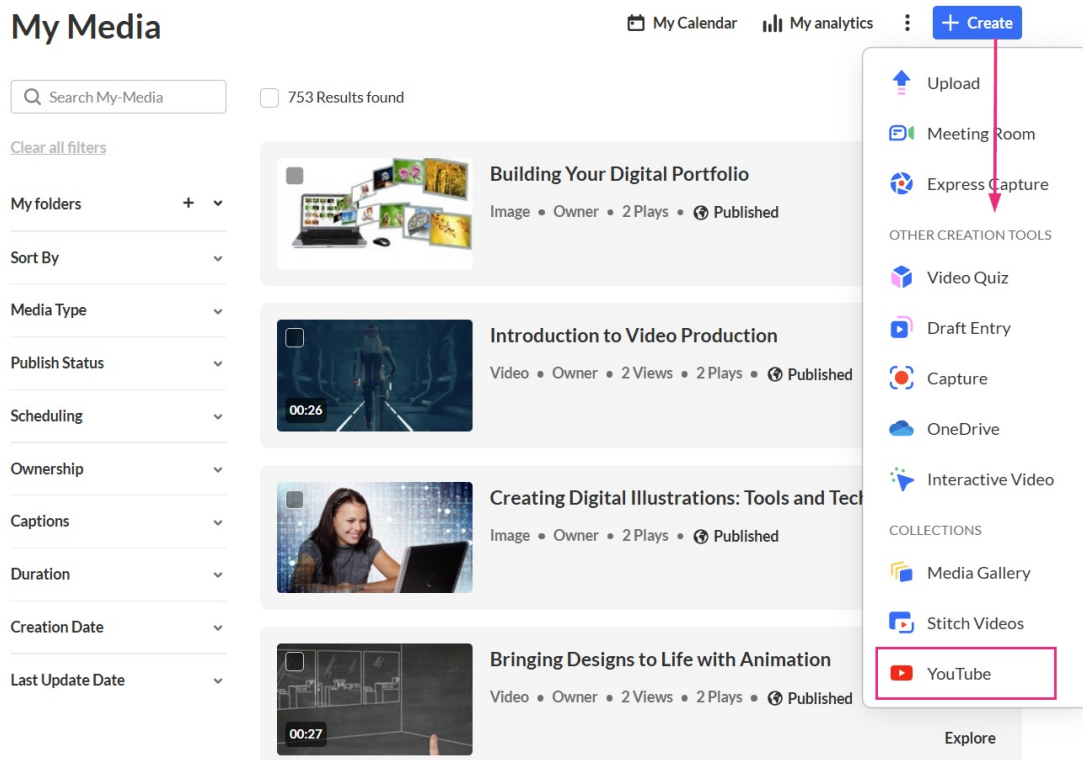 My Media
My Calendar
My analytics
+ Create
Search My-Media
Clear all filters
My folders
Sort By
Media Type
Publish Status
Scheduling
Ownership
Captions
Duration
Creation Date
Last Update Date
753 Results found
Building Your Digital Portfolio
Image • Owner • 2 Plays • Published
00:26
Introduction to Video Production
Video • Owner • 2 Views • 2 Plays • Published
Creating Digital Illustrations: Tools and Tech
Image • Owner • 2 Plays • Published
00:27
Bringing Designs to Life with Animation
Video • Owner • 2 Views • 2 Plays • Published
Explore
Upload
Meeting Room
Express Capture
OTHER CREATION TOOLS
Video Quiz
Draft Entry
Capture
OneDrive
Interactive Video
COLLECTIONS
Media Gallery
Stitch Videos
YouTube